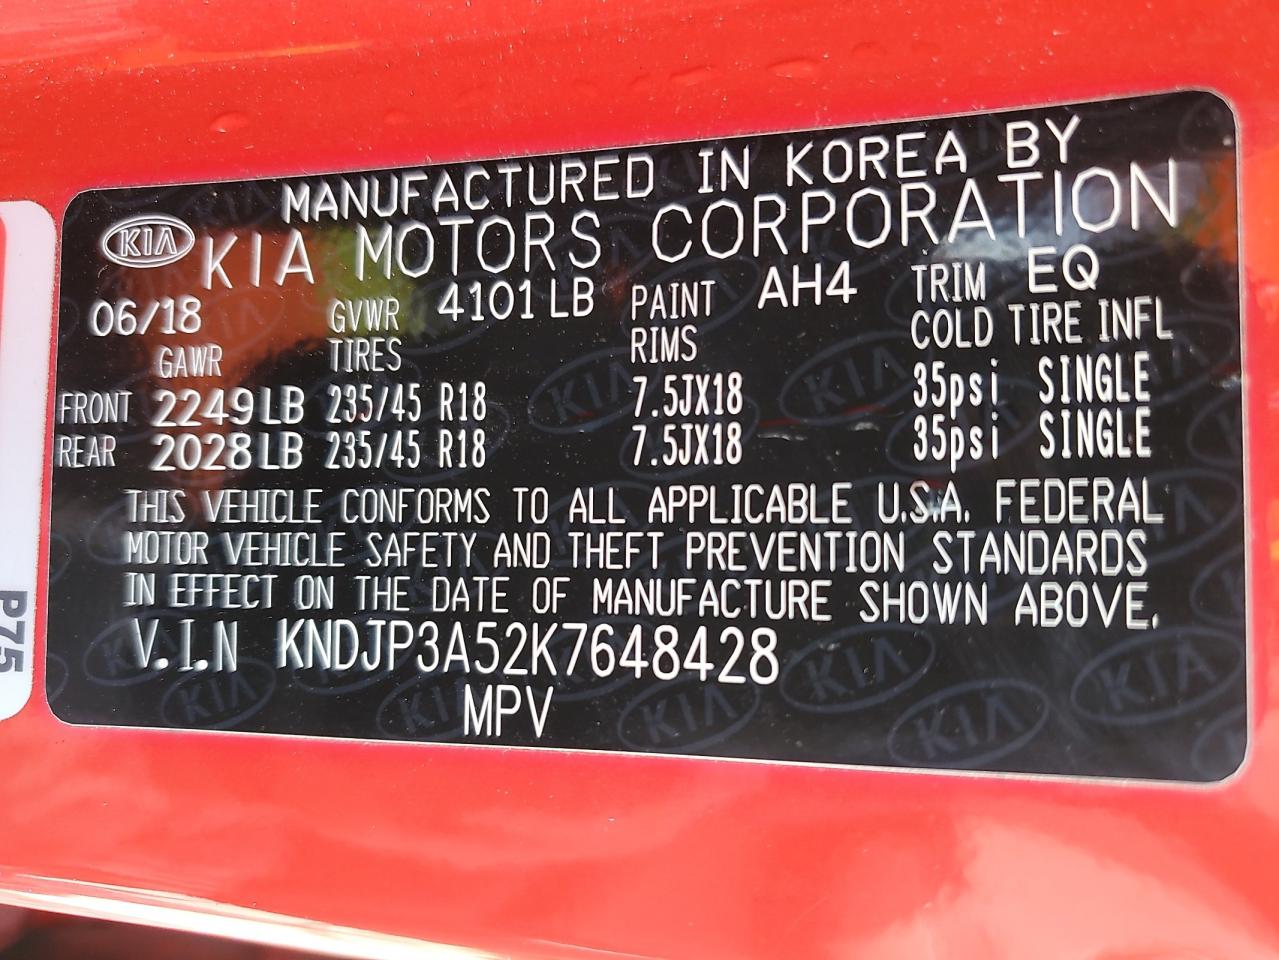 MANUFACTURED IN KOREA BY
KIA KIA MOTORS CORPORATION
06/18 GVWR 4101 LB PAINT AH4 TRIM EQ
GAWR TIRES RIMS COLD TIRE INFL
FRONT 2249 LB 235/45 R18 7.5JX18 35psi SINGLE
REAR 2028 LB 235/45 R18 7.5JX18 35psi SINGLE
THIS VEHICLE CONFORMS TO ALL APPLICABLE U.S.A. FEDERAL
MOTOR VEHICLE SAFETY AND THEFT PREVENTION STANDARDS
IN EFFECT ON THE DATE OF MANUFACTURE SHOWN ABOVE.
V.I.N KNDJP3A52K7648428
MPV
P75